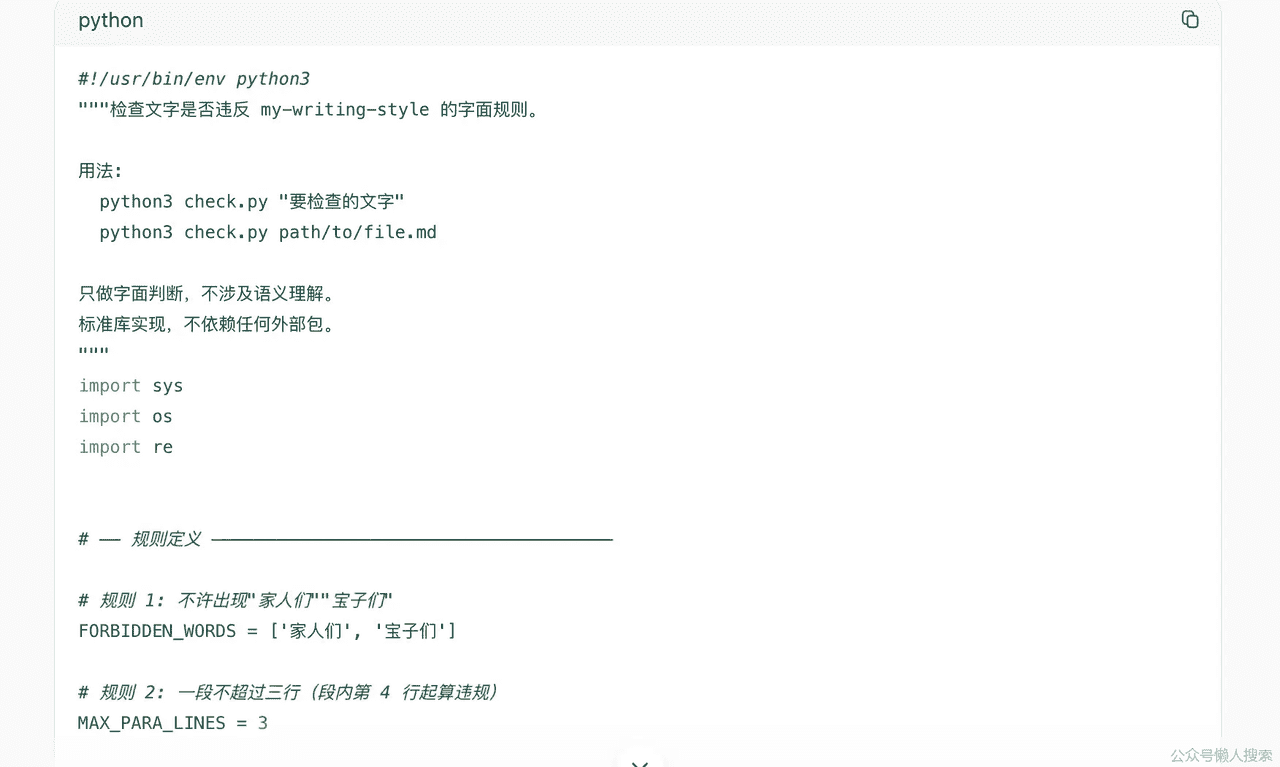 python
#!/usr/bin/env python3
"""检查文字是否违反 my-writing-style 的字面规则。
用法:
python3 check.py "要检查的文字"
python3 check.py path/to/file.md
只做字面判断，不涉及语义理解。
标准库实现，不依赖任何外部包。
"""
import sys
import os
import re
# —— 规则定义 ——————————————————————————————————————
# 规则 1: 不许出现"家人们""宝子们"
FORBIDDEN_WORDS = ['家人们', '宝子们']
# 规则 2: 一段不超过三行（段内第 4 行起算违规）
MAX_PARA_LINES = 3
公众号懒人搜索